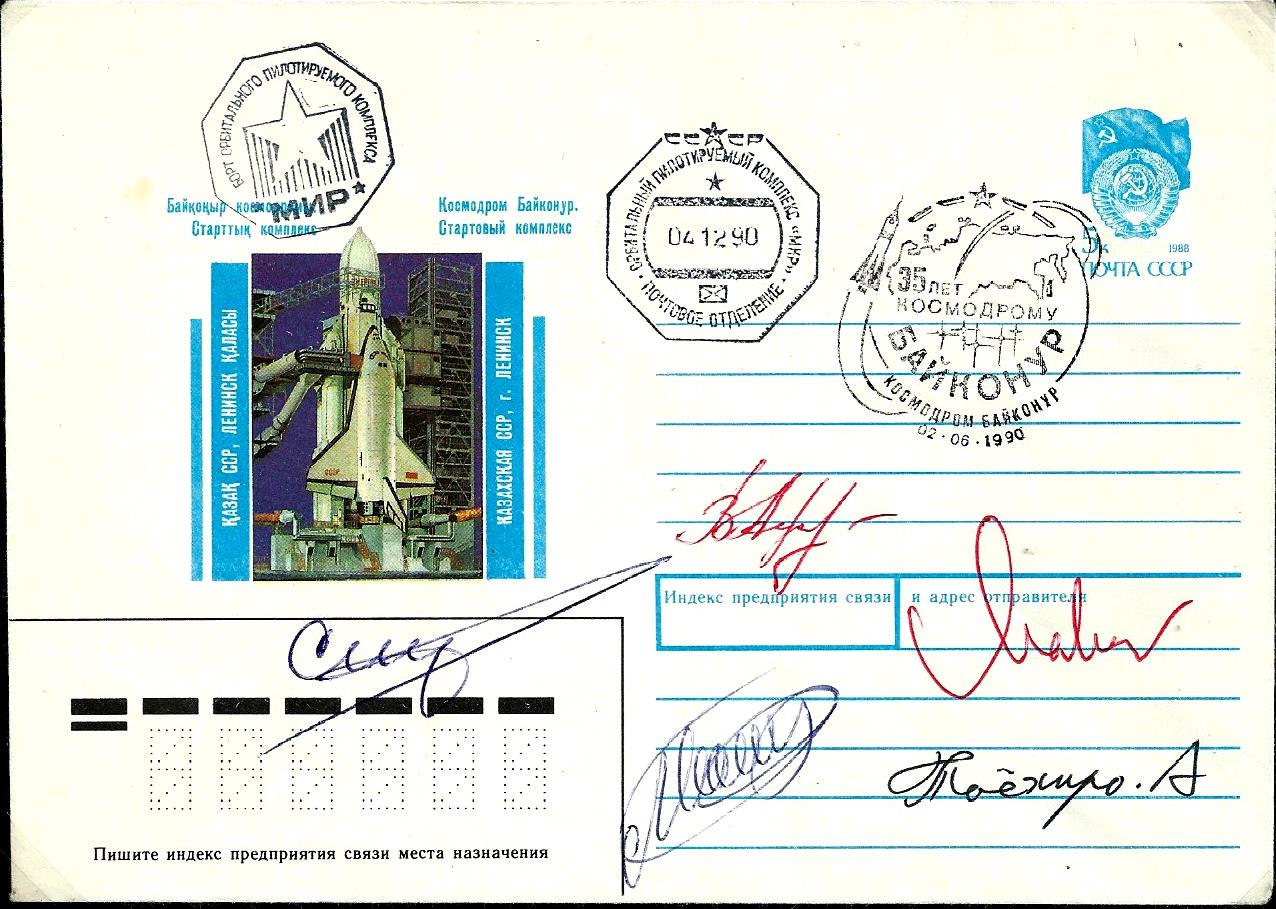 БОРТ ОРБИТАЛЬНОГО ПИЛОТИРУЕМОГО КОМПЛЕКСА
МИР
Байқоңыр космодромы.
Старттық комплекс
Космодром Байконур.
Стартовый комплекс
ҚАЗАҚ ССР, ЛЕНИНСК ҚАЛАСЫ
КАЗАХСКАЯ ССР, г. ЛЕНИНСК
СССР
СССР
ОРБИТАЛЬНЫЙ ПИЛОТИРУЕМЫЙ КОМПЛЕКС «МИР»
04 12 90
ПОЧТОВОЕ ОТДЕЛЕНИЕ
35 ЛЕТ
КОСМОДРОМУ
БАЙКОНУР
КОСМОДРОМ БАЙКОНУР
02·06·1990
5к
1988
ПОЧТА СССР
Индекс предприятия связи и адрес отправителя
Тоёхиро. А
Пишите индекс предприятия связи места назначения